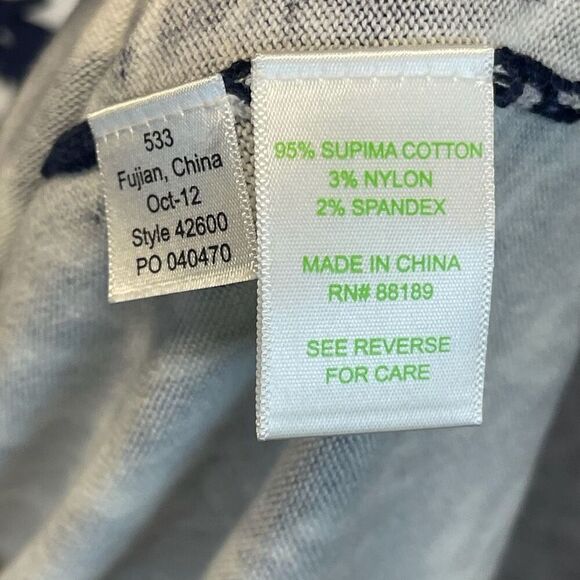 533
Fujian, China
Oct-12
Style 42600
PO 040470
95% SUPIMA COTTON
3% NYLON
2% SPANDEX
MADE IN CHINA
RN# 88189
SEE REVERSE
FOR CARE